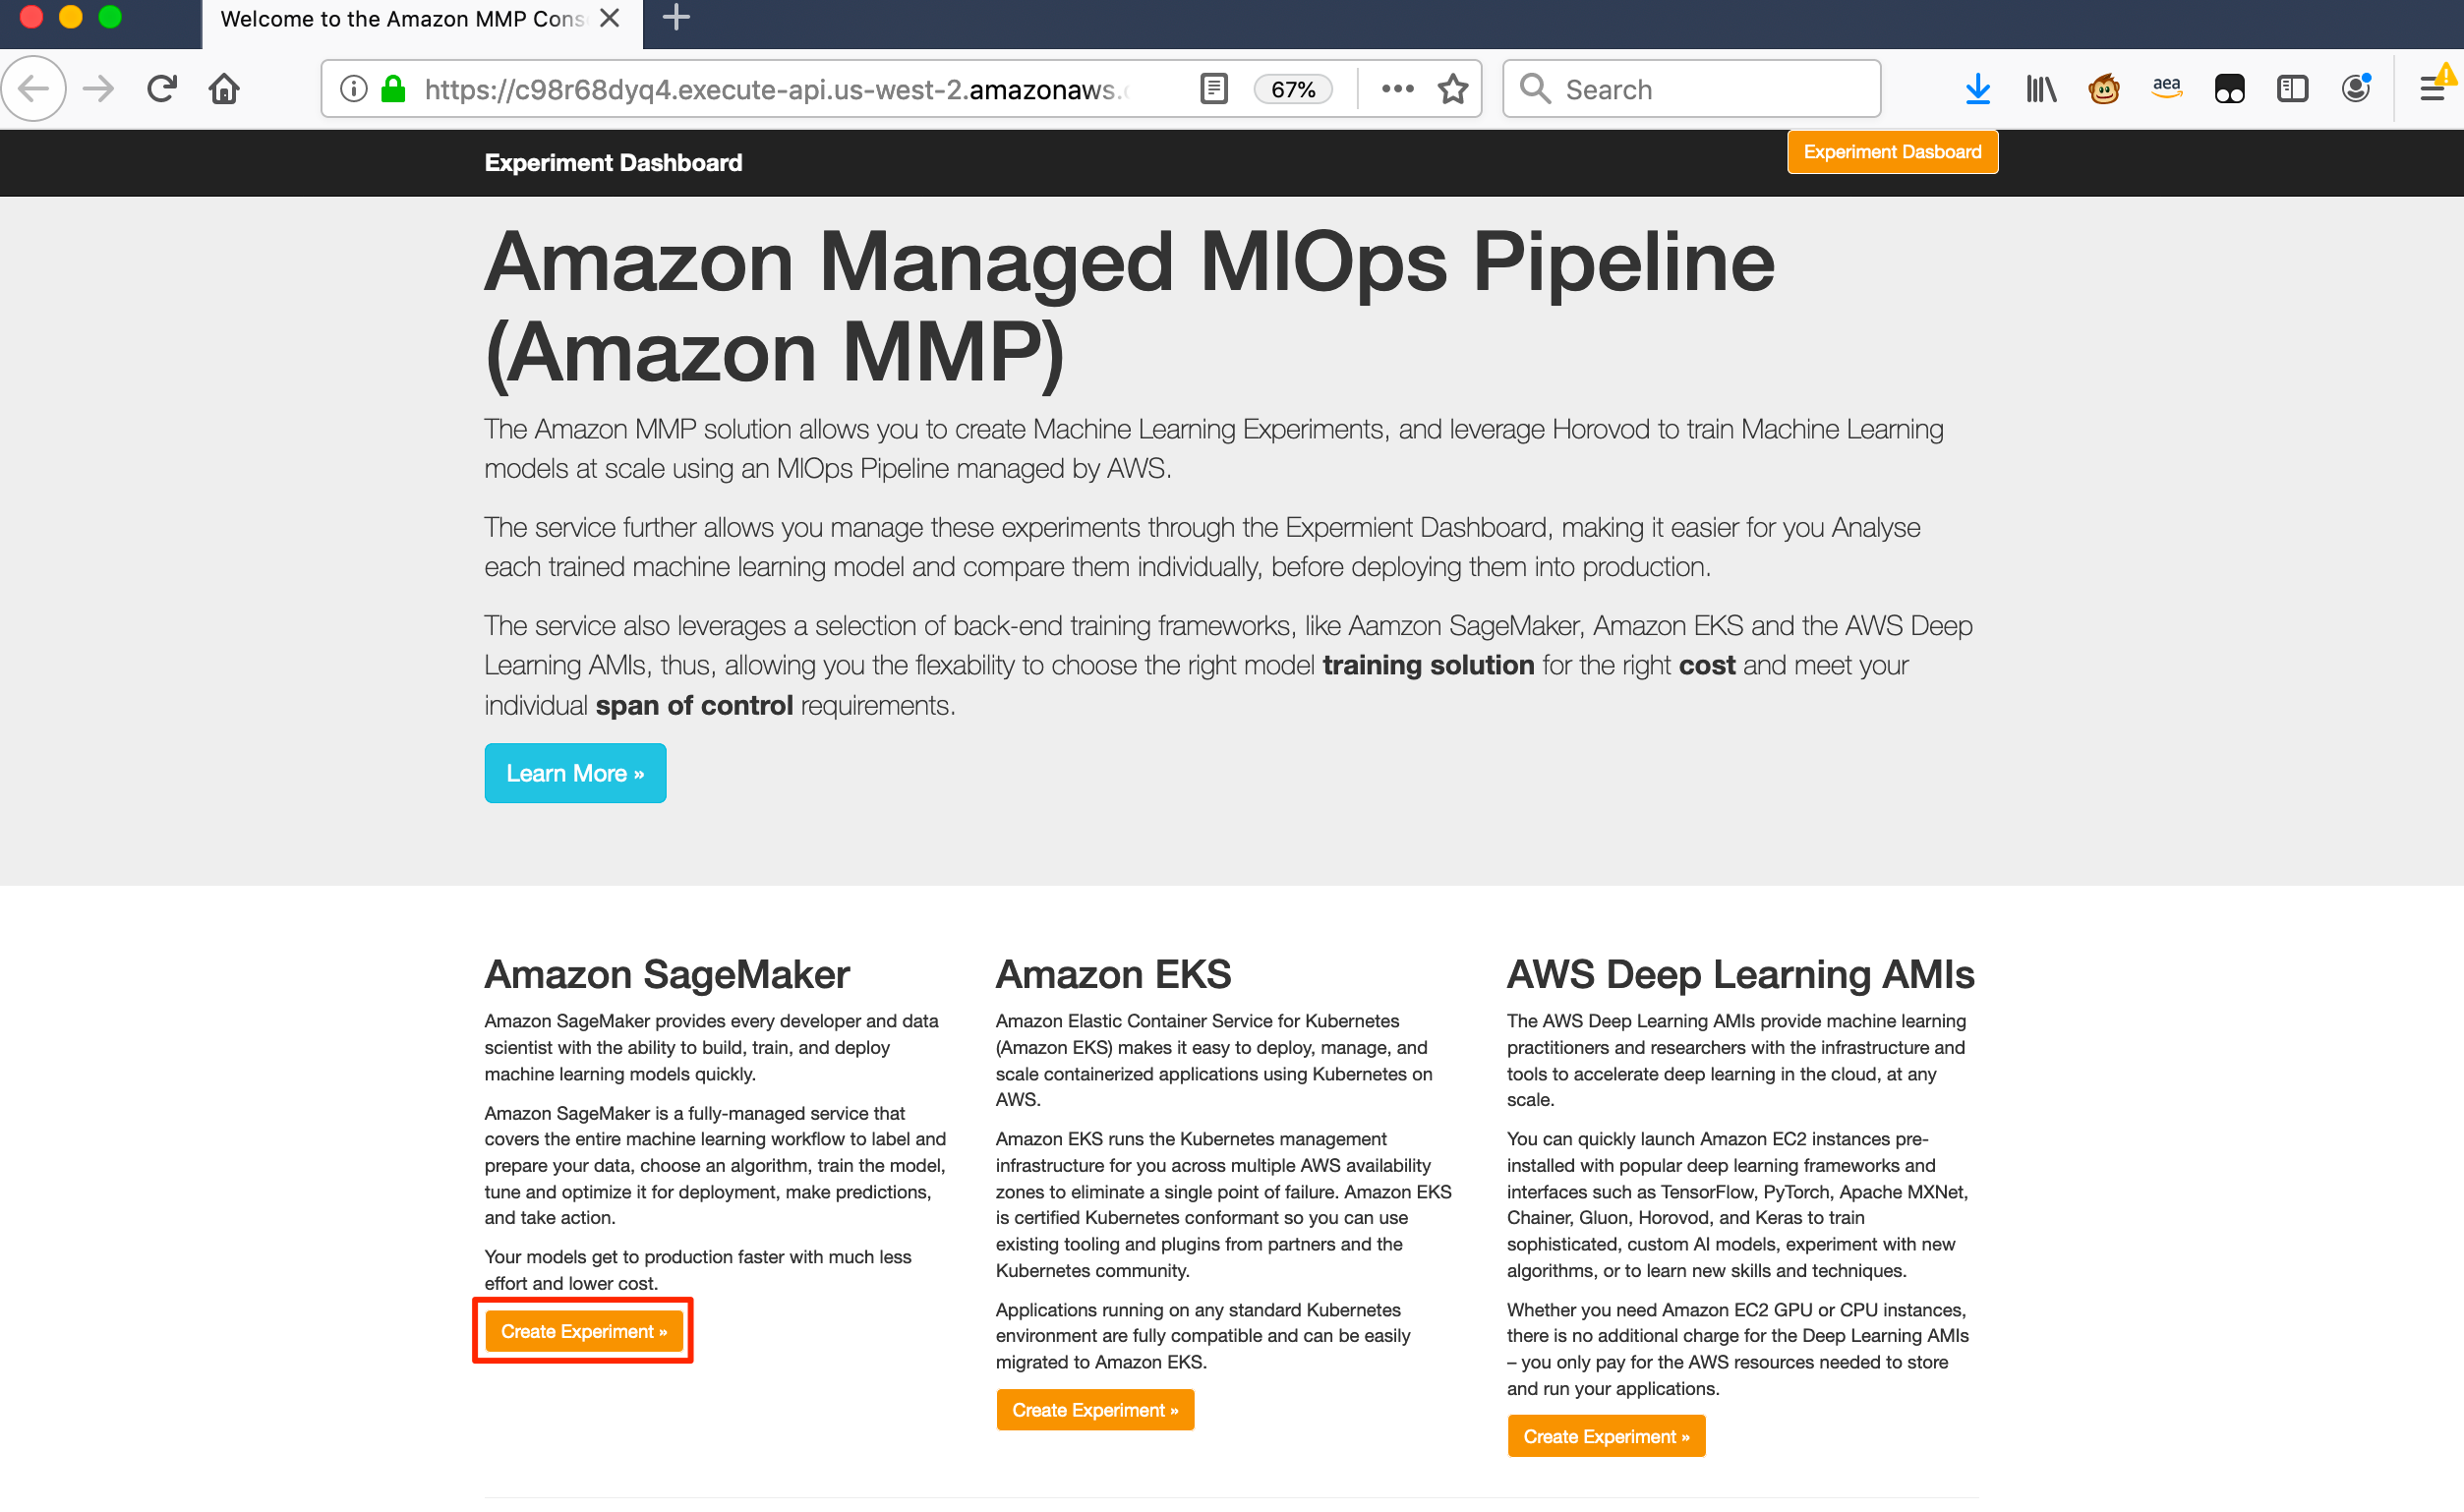 Welcome to the Amazon MMP Cons
https://c98r68dyq4.execute-api.us-west-2.amazonaws.
67%
Search
aea
Experiment Dashboard
Experiment Dasboard
Amazon Managed MlOps Pipeline
(Amazon MMP)
The Amazon MMP solution allows you to create Machine Learning Experiments, and leverage Horovod to train Machine Learning
models at scale using an MlOps Pipeline managed by AWS.
The service further allows you manage these experiments through the Expermient Dashboard, making it easier for you Analyse
each trained machine learning model and compare them individually, before deploying them into production.
The service also leverages a selection of back-end training frameworks, like Aamzon SageMaker, Amazon EKS and the AWS Deep
Learning AMIs, thus, allowing you the flexability to choose the right model training solution for the right cost and meet your
individual span of control requirements.
Learn More »
Amazon SageMaker
Amazon SageMaker provides every developer and data
scientist with the ability to build, train, and deploy
machine learning models quickly.
Amazon SageMaker is a fully-managed service that
covers the entire machine learning workflow to label and
prepare your data, choose an algorithm, train the model,
tune and optimize it for deployment, make predictions,
and take action.
Your models get to production faster with much less
effort and lower cost.
Create Experiment »
Amazon EKS
Amazon Elastic Container Service for Kubernetes
(Amazon EKS) makes it easy to deploy, manage, and
scale containerized applications using Kubernetes on
AWS.
Amazon EKS runs the Kubernetes management
infrastructure for you across multiple AWS availability
zones to eliminate a single point of failure. Amazon EKS
is certified Kubernetes conformant so you can use
existing tooling and plugins from partners and the
Kubernetes community.
Applications running on any standard Kubernetes
environment are fully compatible and can be easily
migrated to Amazon EKS.
Create Experiment »
AWS Deep Learning AMIs
The AWS Deep Learning AMIs provide machine learning
practitioners and researchers with the infrastructure and
tools to accelerate deep learning in the cloud, at any
scale.
You can quickly launch Amazon EC2 instances pre-
installed with popular deep learning frameworks and
interfaces such as TensorFlow, PyTorch, Apache MXNet,
Chainer, Gluon, Horovod, and Keras to train
sophisticated, custom AI models, experiment with new
algorithms, or to learn new skills and techniques.
Whether you need Amazon EC2 GPU or CPU instances,
there is no additional charge for the Deep Learning AMIs
– you only pay for the AWS resources needed to store
and run your applications.
Create Experiment »